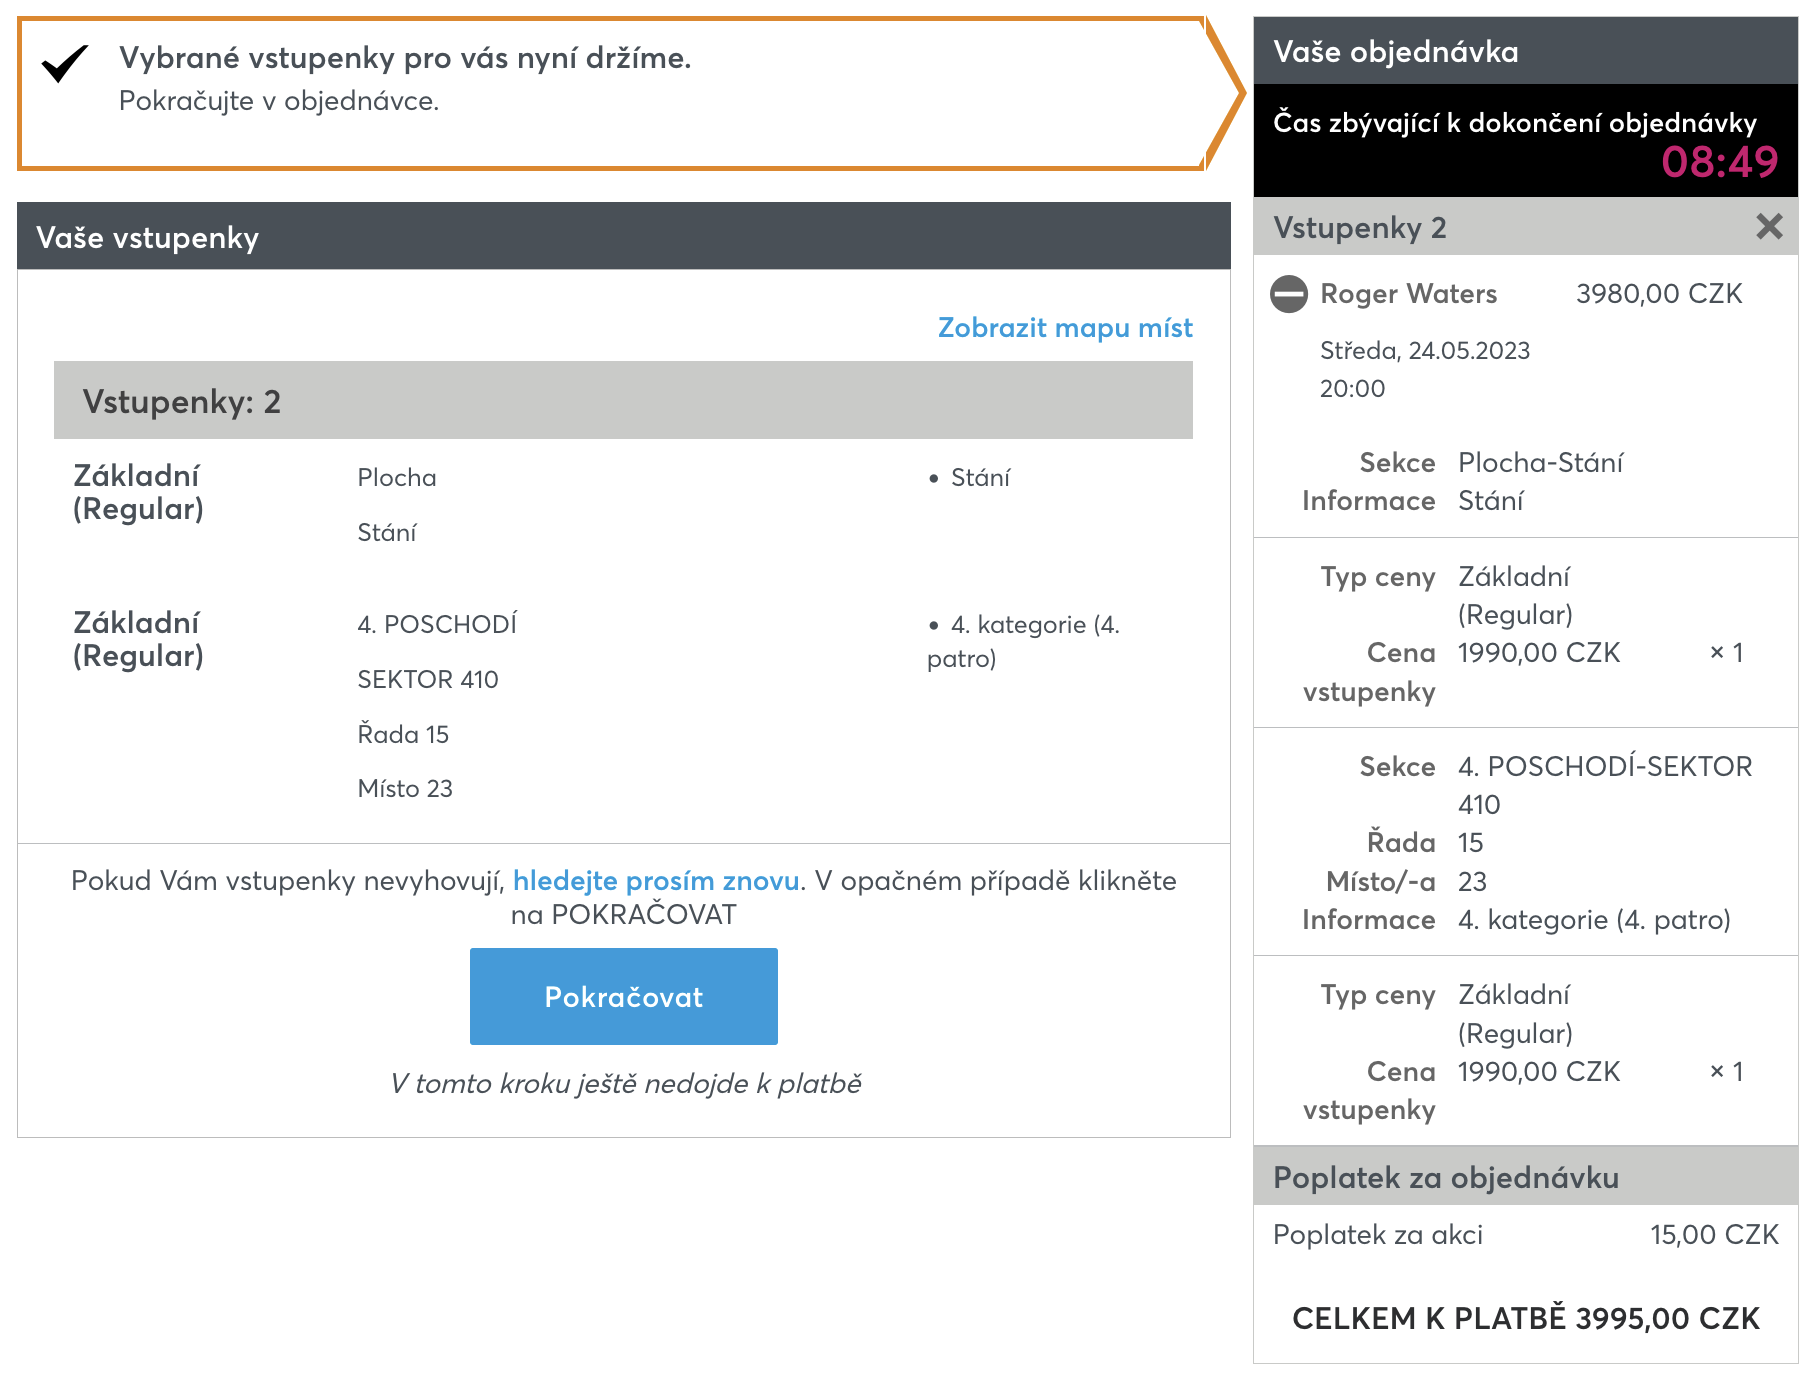 Vybrané vstupenky pro vás nyní držíme.
Pokračujte v objednávce.
Vaše vstupenky
Zobrazit mapu míst
Vstupenky: 2
Základní
(Regular)
Plocha
Stání
• Stání
Základní
(Regular)
4. POSCHODÍ
SEKTOR 410
Řada 15
Místo 23
• 4. kategorie (4.
patro)
Pokud Vám vstupenky nevyhovují, hledejte prosím znovu. V opačném případě klikněte
na POKRAČOVAT
Pokračovat
V tomto kroku ještě nedojde k platbě
Vaše objednávka
Čas zbývající k dokončení objednávky
08:49
Vstupenky 2
Roger Waters 3980,00 CZK
Středa, 24.05.2023
20:00
Sekce Plocha-Stání
Informace Stání
Typ ceny Základní
(Regular)
Cena 1990,00 CZK × 1
vstupenky
Sekce 4. POSCHODÍ-SEKTOR
410
Řada 15
Místo/-a 23
Informace 4. kategorie (4. patro)
Typ ceny Základní
(Regular)
Cena 1990,00 CZK × 1
vstupenky
Poplatek za objednávku
Poplatek za akci 15,00 CZK
CELKEM K PLATBĚ 3995,00 CZK